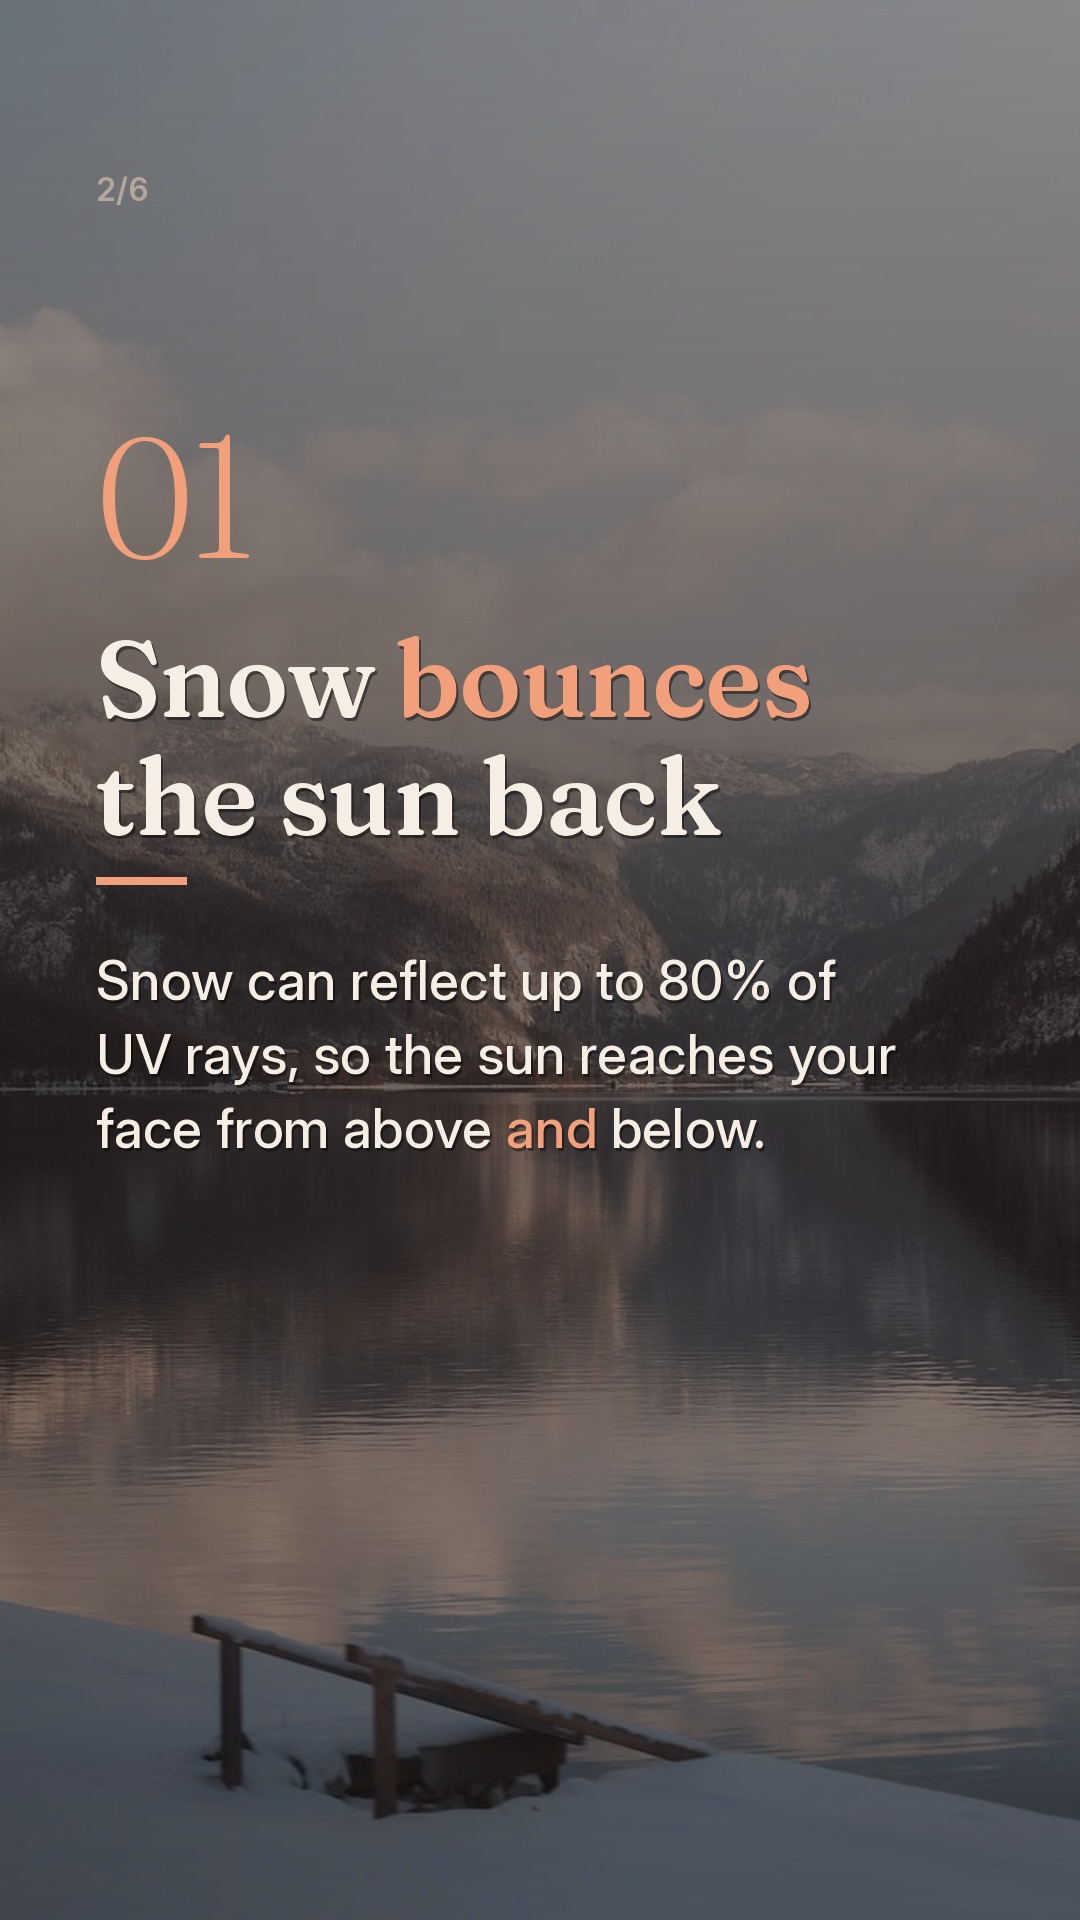 2/6
01
Snow bounces
the sun back
Snow can reflect up to 80% of
UV rays, so the sun reaches your
face from above and below.